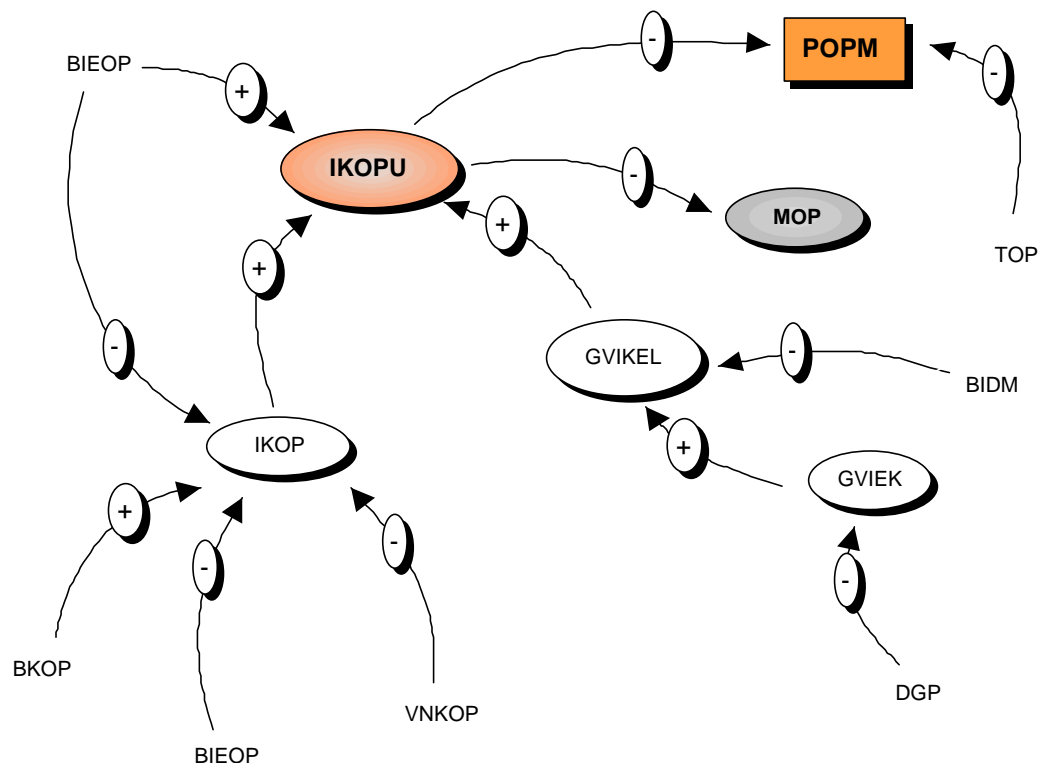 -
POPM
BIEOP
-
+
IKOPU
-
MOP
+
TOP
+
-
GVIKEL
-
BIDM
IKOP
+
GVIEK
+
-
-
-
BKOP
DGP
VNKOP
BIEOP